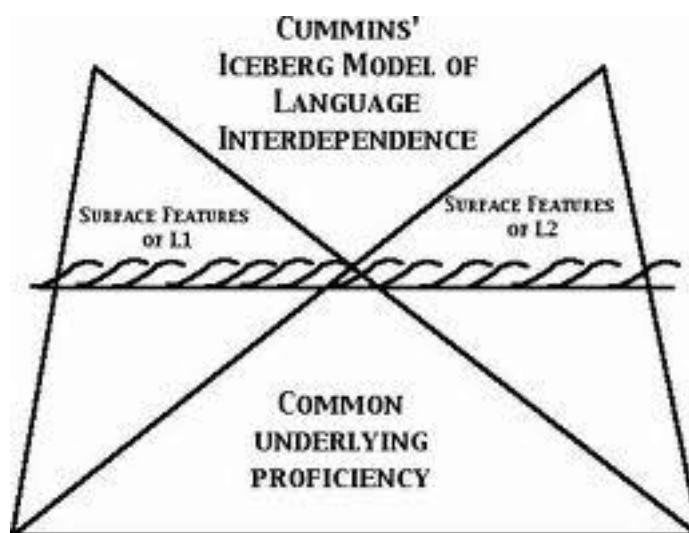 CUMMINS'
ICEBERG MODEL OF
LANGUAGE
INTERDEPENDENCE
SURFACE FEATURES
OF L1
SURFACE FEATURES
OF L2
COMMON
UNDERLYING
PROFICIENCY